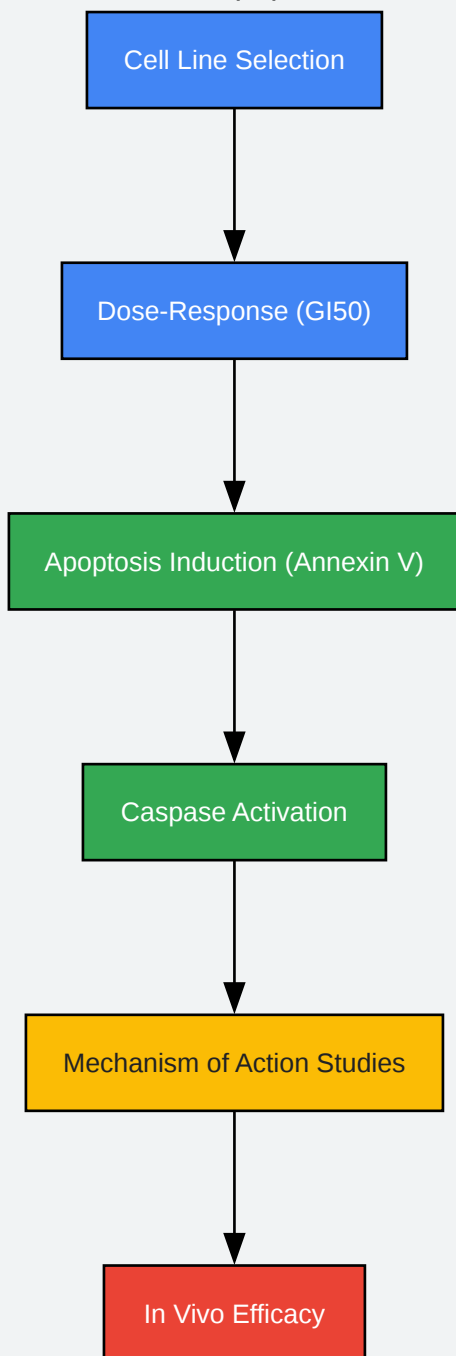 Cell Line Selection
Dose-Response (GI50)
Apoptosis Induction (Annexin V)
Caspase Activation
Mechanism of Action Studies
In Vivo Efficacy